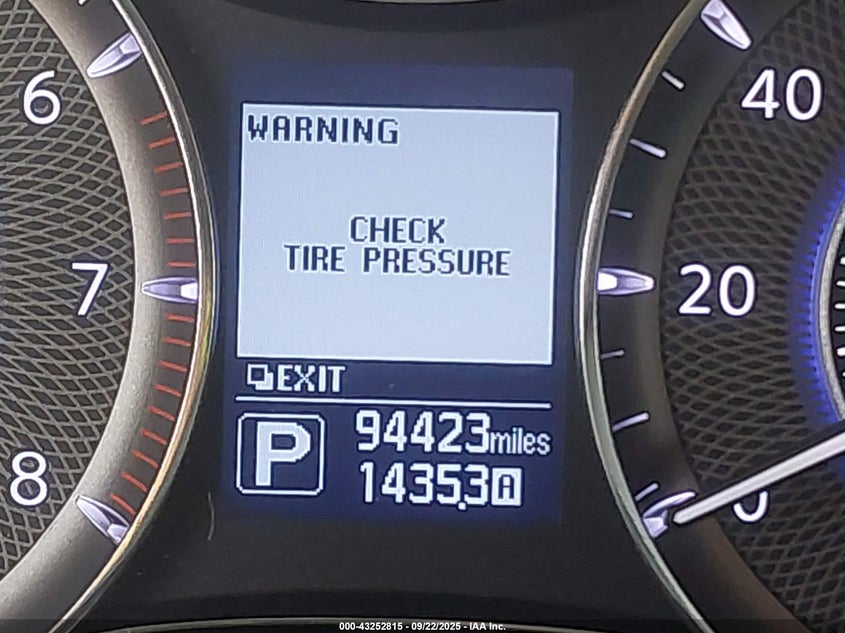 6
7
8
WARNING
CHECK
TIRE PRESSURE
EXIT
P
94423miles
1435.3 A
40
20
0
000-43252815 - 09/22/2025 - IAA Inc.